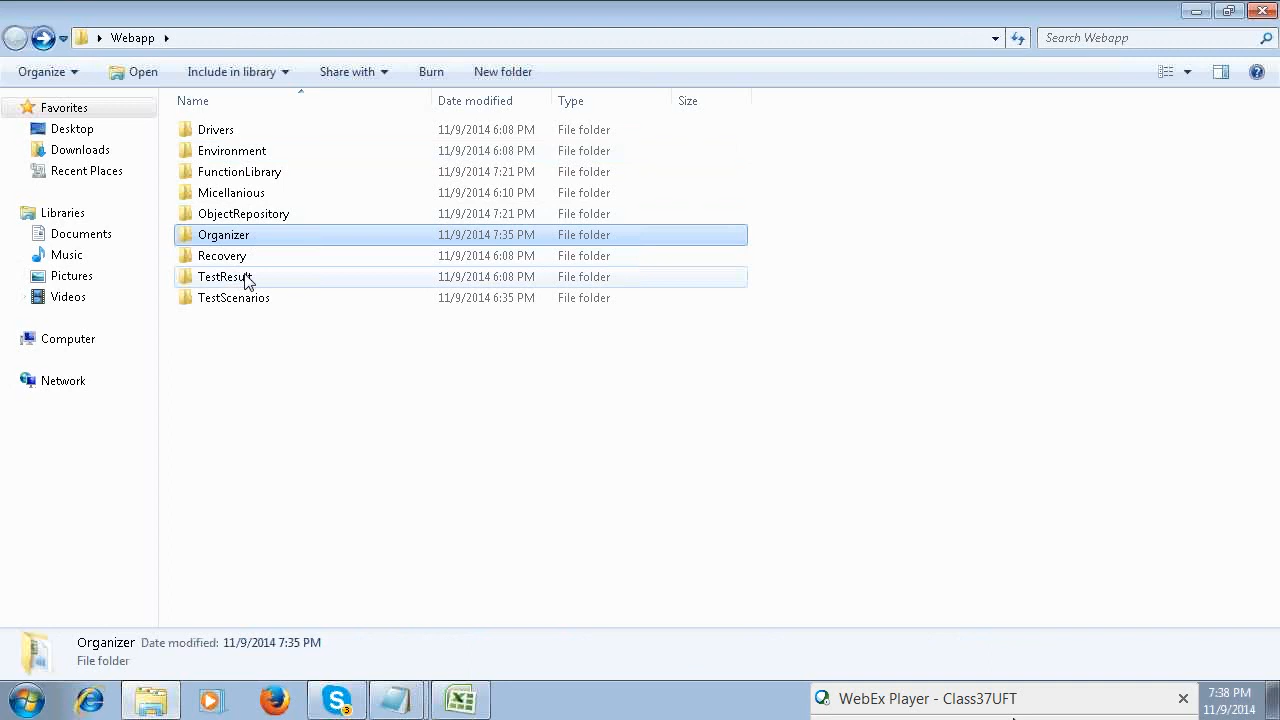 Webapp
Search Webapp
Organize Open Include in library Share with Burn New folder
Name Date modified Type Size
Favorites
Desktop
Downloads
Recent Places
Libraries
Documents
Music
Pictures
Videos
Computer
Network
Drivers 11/9/2014 6:08 PM File folder
Environment 11/9/2014 6:08 PM File folder
FunctionLibrary 11/9/2014 7:21 PM File folder
Micellanious 11/9/2014 6:10 PM File folder
ObjectRepository 11/9/2014 7:21 PM File folder
Organizer 11/9/2014 7:35 PM File folder
Recovery 11/9/2014 6:08 PM File folder
TestResult 11/9/2014 6:08 PM File folder
TestScenarios 11/9/2014 6:35 PM File folder
Organizer Date modified: 11/9/2014 7:35 PM
File folder
3
WebEx Player - Class37UFT
7:38 PM
11/9/2014